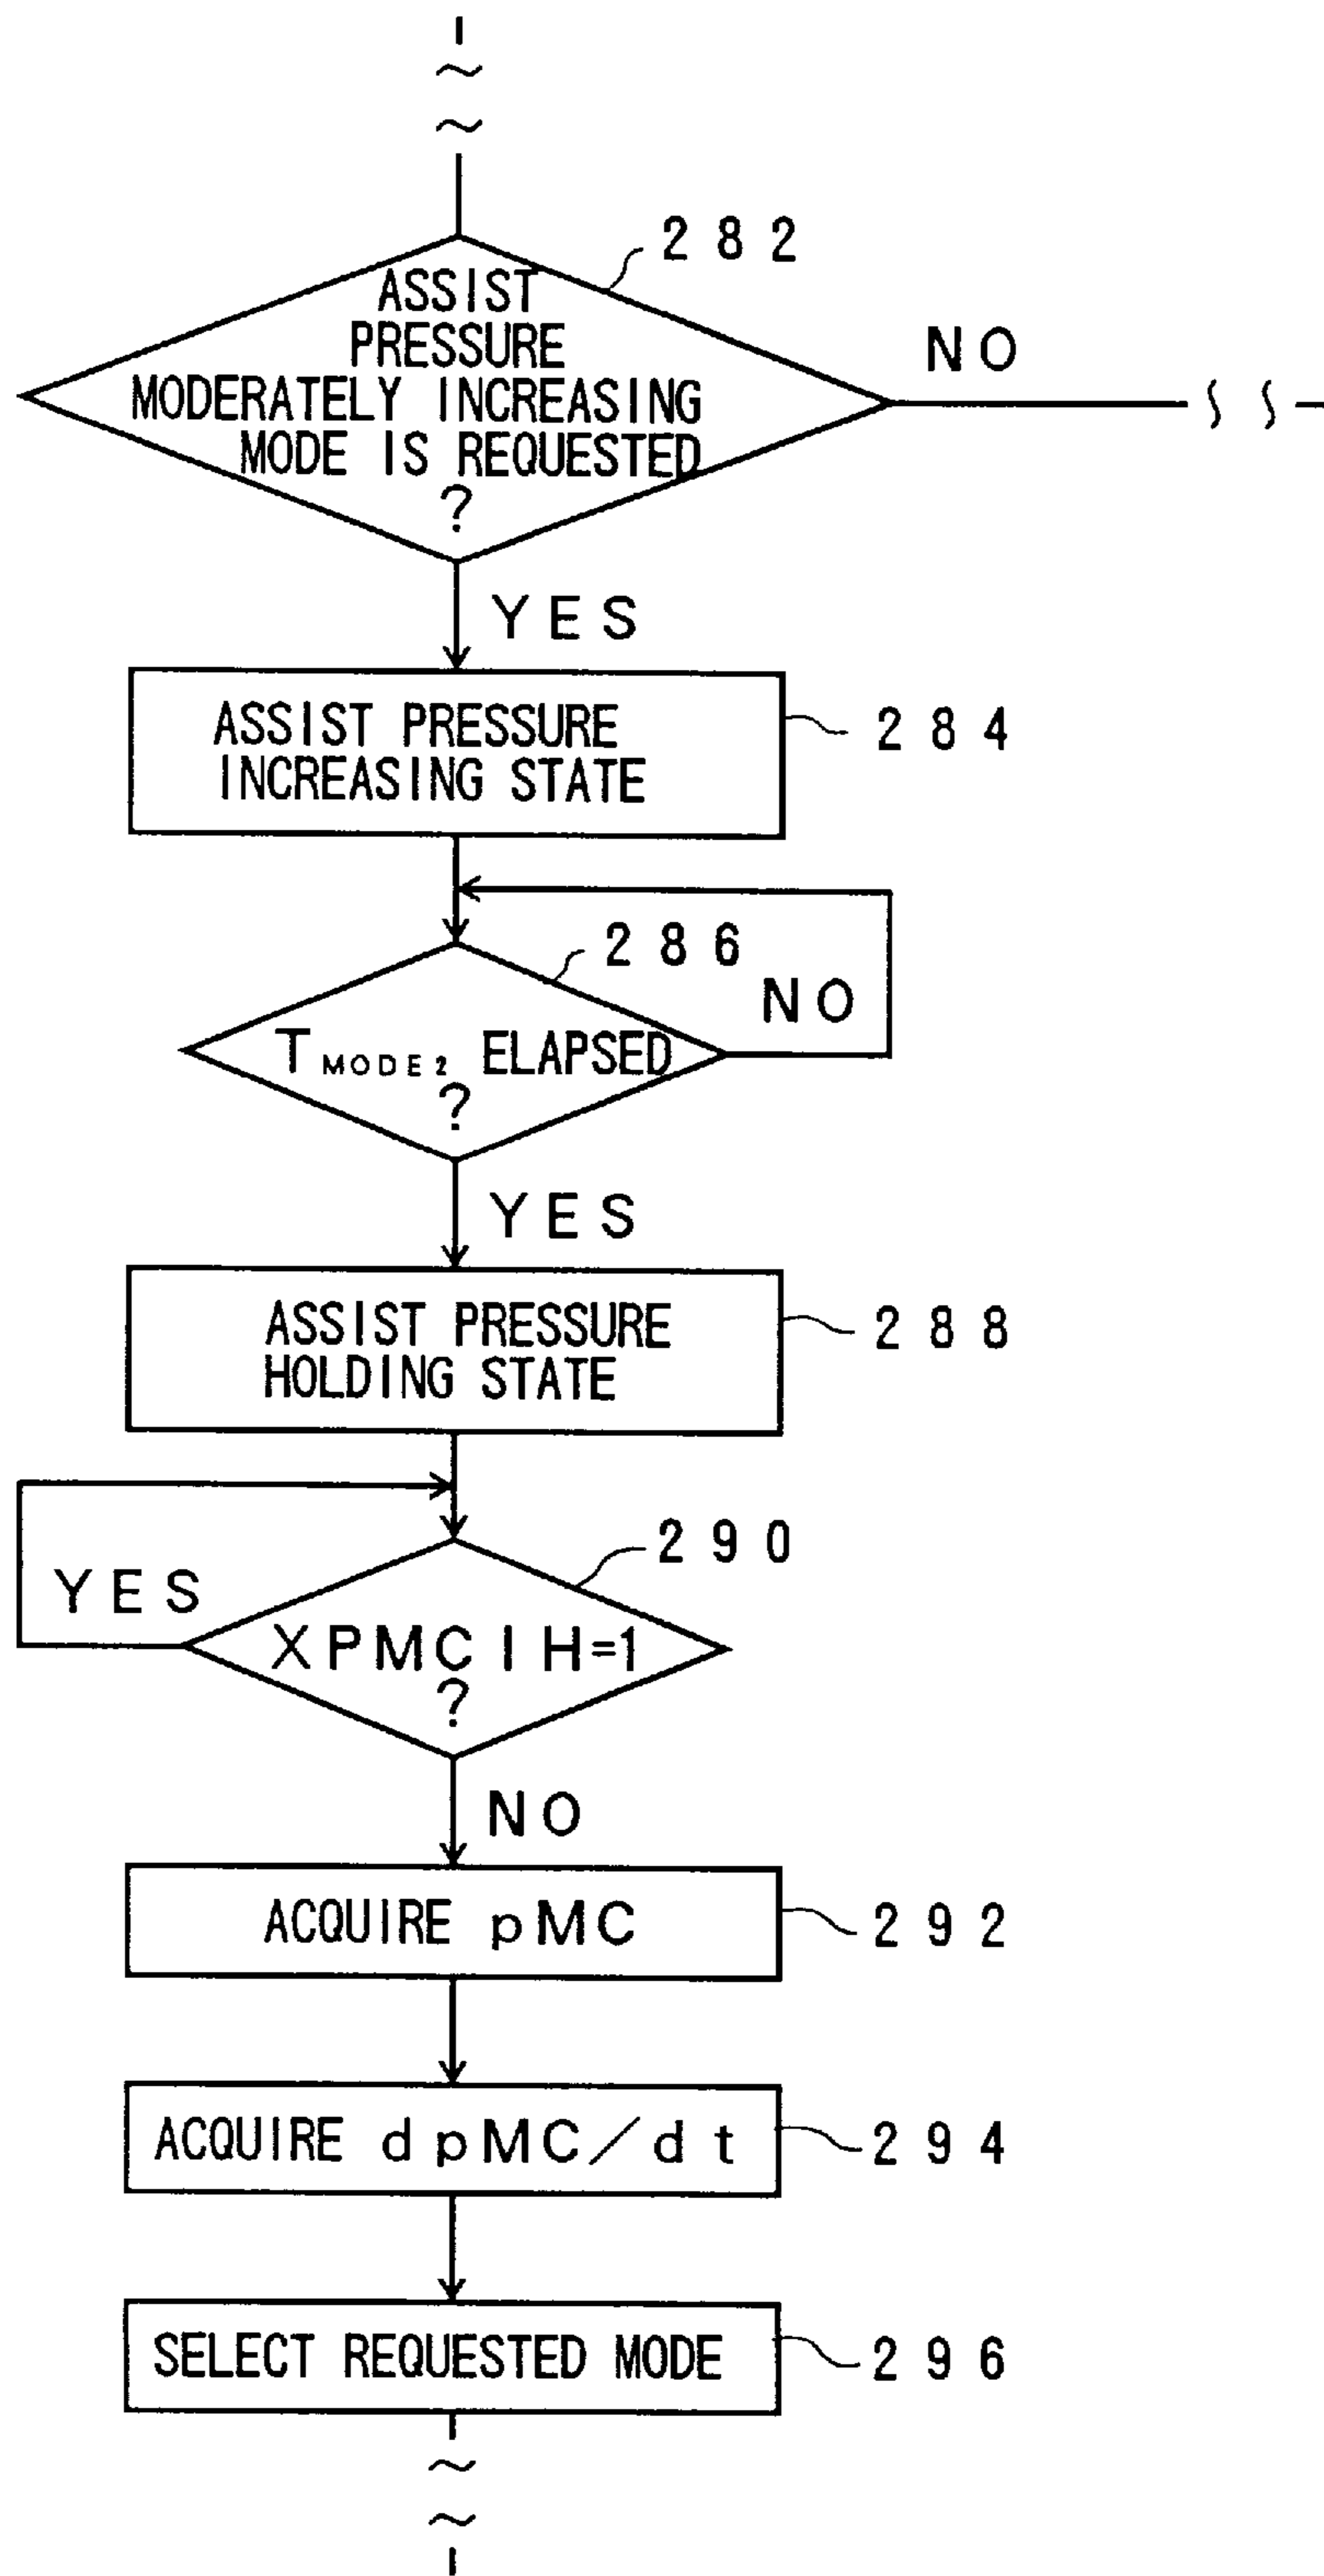 282
ASSIST
PRESSURE
MODERATELY INCREASING
MODE IS REQUESTED
?
NO
YES
ASSIST PRESSURE
INCREASING STATE
284
286
NO
TMODE2 ELAPSED
?
YES
ASSIST PRESSURE
HOLDING STATE
288
290
YES
XPMCIH=1
?
NO
ACQUIRE pMC
292
ACQUIRE dpMC/dt
294
SELECT REQUESTED MODE
296